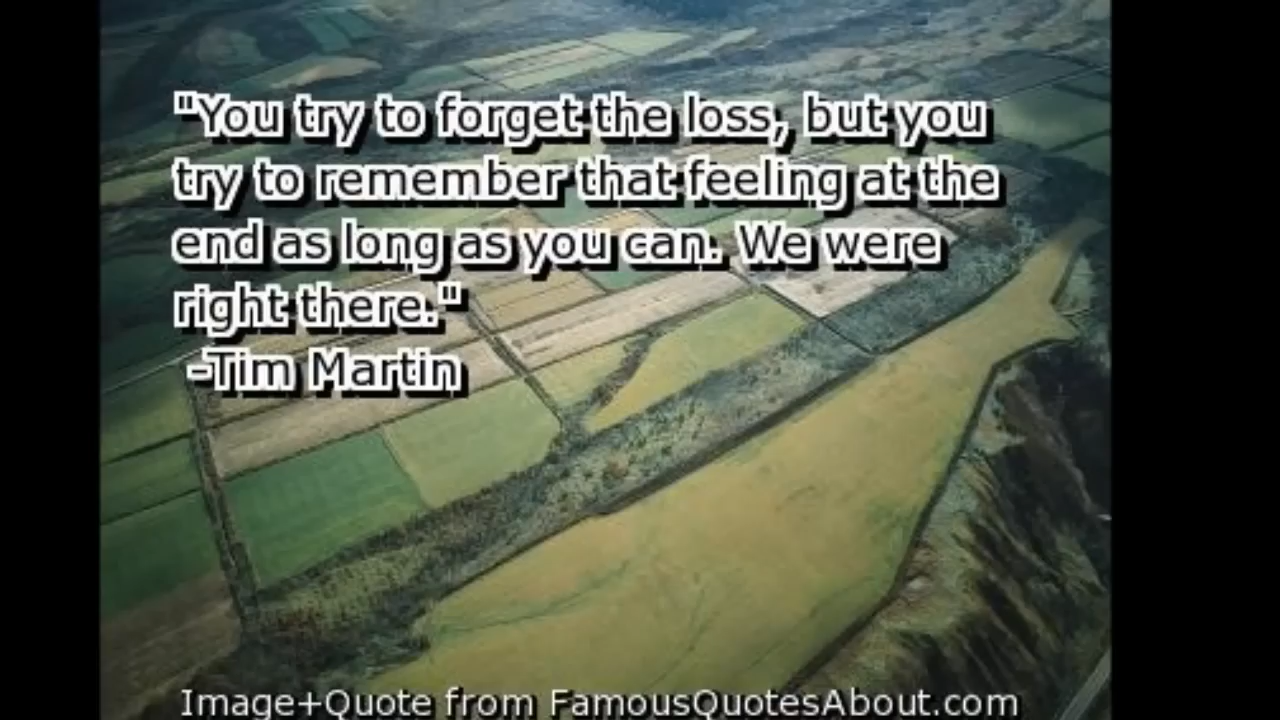 "You try to forget the loss, but you
try to remember that feeling at the
end as long as you can. We were
right there."
-Tim Martin
Image+Quote from FamousQuotesAbout.com